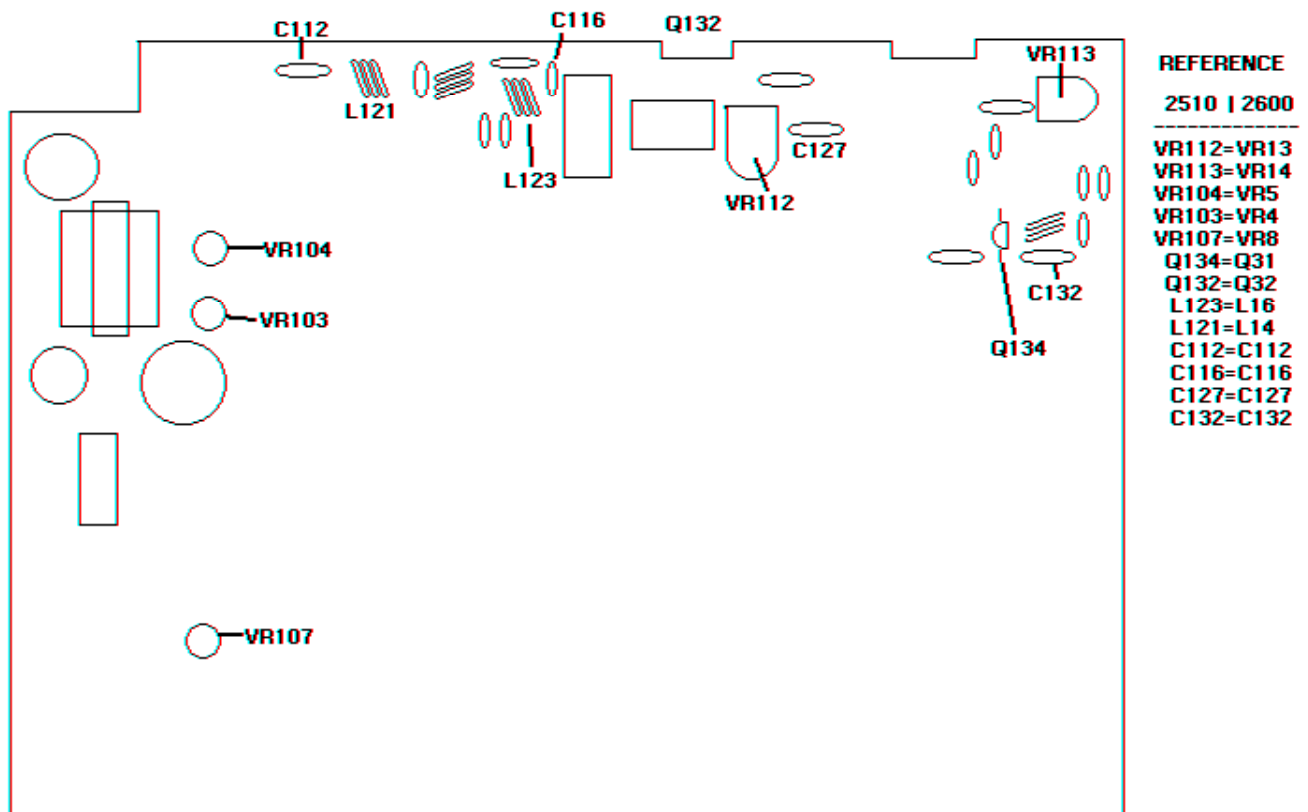 C112
C116
Q132
VR113
L121
L123
C127
VR112
VR104
VR103
C132
Q134
VR107
REFERENCE
2510 | 2600
-------------
VR112=VR13
VR113=VR14
VR104=VR5
VR103=VR4
VR107=VR8
Q134=Q31
Q132=Q32
L123=L16
L121=L14
C112=C112
C116=C116
C127=C127
C132=C132